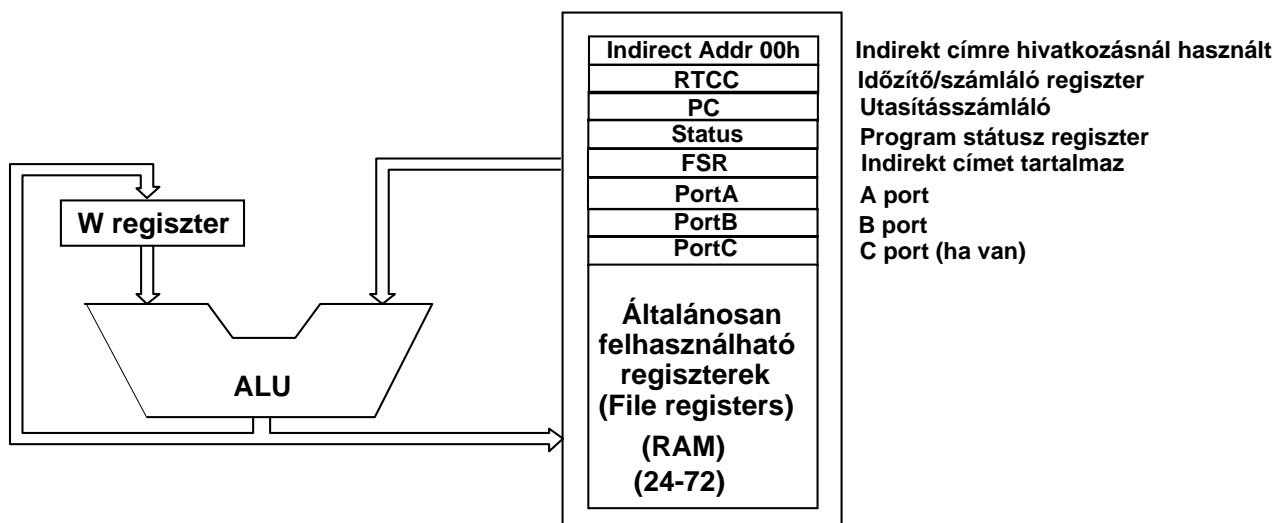 Indirect Addr 00h Indirekt címre hivatkozásnál használt
RTCC Időzítő/számláló regiszter
PC Utasításszámláló
Status Program státusz regiszter
FSR Indirekt címet tartalmaz
PortA A port
PortB B port
PortC C port (ha van)
W regiszter
ALU
Általánosan
felhasználható
regiszterek
(File registers)
(RAM)
(24-72)